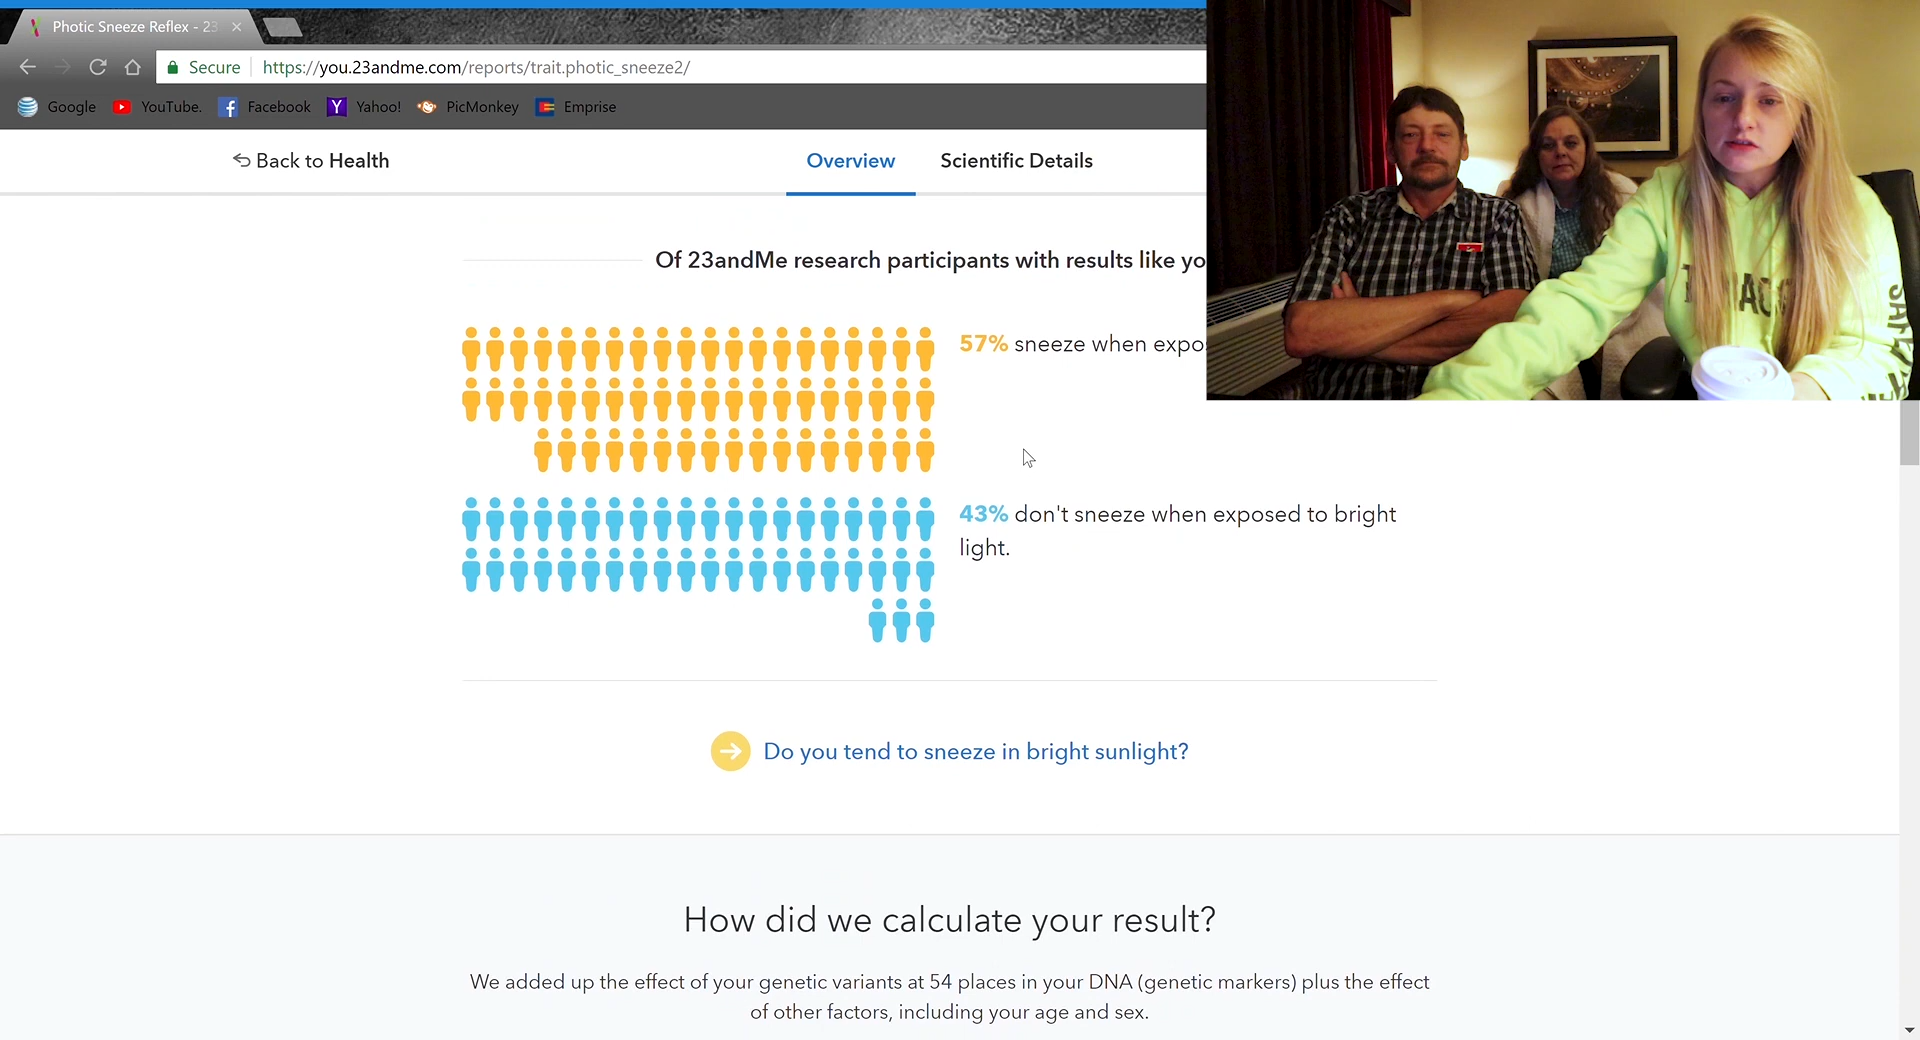 Photic Sneeze Reflex - 23
Secure https://you.23andme.com/reports/trait.photic_sneeze2/
Google YouTube. Facebook Yahoo! PicMonkey Emprise
Back to Health Overview Scientific Details
Of 23andMe research participants with results like yo
57% sneeze when expo
43% don't sneeze when exposed to bright
light.
Do you tend to sneeze in bright sunlight?
How did we calculate your result?
We added up the effect of your genetic variants at 54 places in your DNA (genetic markers) plus the effect
of other factors, including your age and sex.